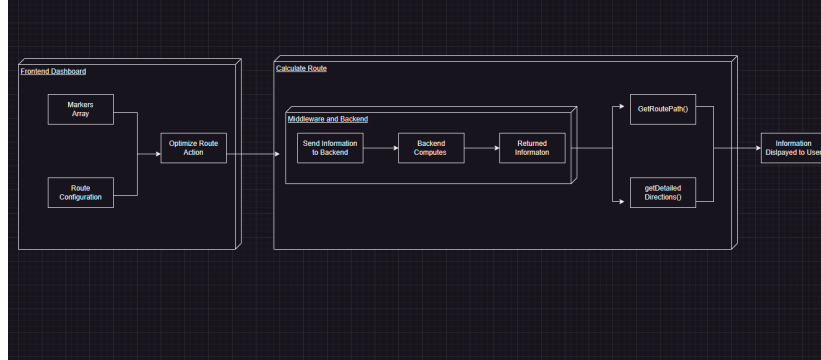 Frontend Dashboard
Markers
Array
Route
Configuration
Optimize Route
Action
Calculate Route
Middleware and Backend
Send Information
to Backend
Backend
Computes
Returned
Informaton
GetRoutePath()
getDetailed
Directions()
Information
Dislpayed to User